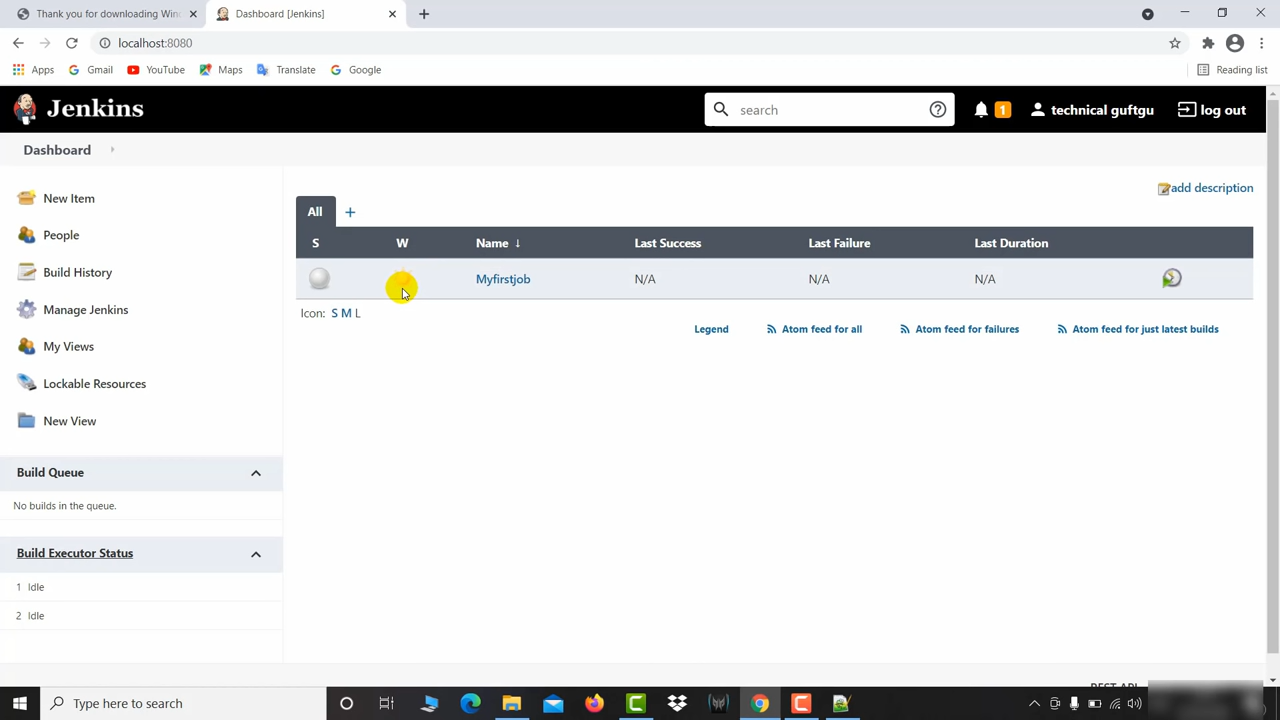 Thank you for downloading Win
Dashboard [Jenkins]
localhost:8080
Apps
Gmail
YouTube
Maps
Translate
Google
Reading list
Jenkins
search
1
technical guftgu
log out
Dashboard
New Item
People
Build History
Manage Jenkins
My Views
Lockable Resources
New View
Build Queue
No builds in the queue.
Build Executor Status
1 Idle
2 Idle
add description
All +
S W Name ↓ Last Success Last Failure Last Duration
Myfirstjob N/A N/A N/A
Icon: S M L
Legend
Atom feed for all
Atom feed for failures
Atom feed for just latest builds
REST API
Type here to search